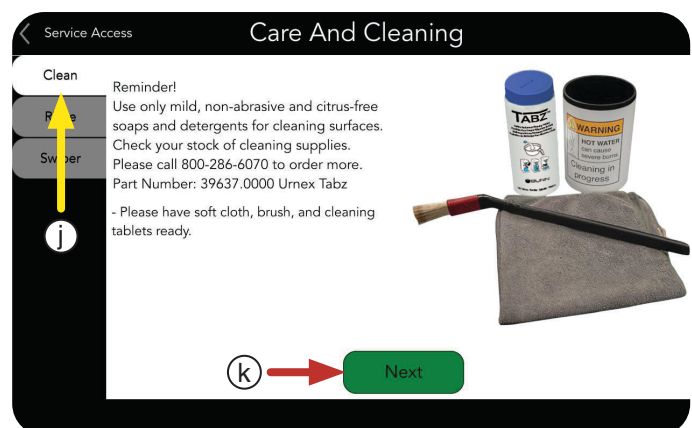 Service Access
Care And Cleaning
Clean
Swiper
Reminder!
Use only mild, non-abrasive and citrus-free
soaps and detergents for cleaning surfaces.
Check your stock of cleaning supplies.
Please call 800-286-6070 to order more.
Part Number: 39637.0000 Urnex Tabz
- Please have soft cloth, brush, and cleaning
tablets ready.
TABZ
BUNN
WARNING
HOT WATER
can cause
severe burns
Cleaning in
progress
j
k
Next